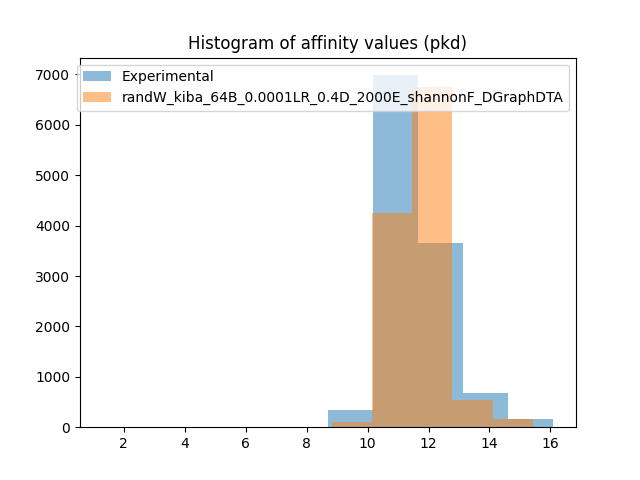 Histogram of affinity values (pkd)
Experimental
randW_kiba_64B_0.0001LR_0.4D_2000E_shannonF_DGraphDTA
7000
6000
5000
4000
3000
2000
1000
0
2 4 6 8 10 12 14 16